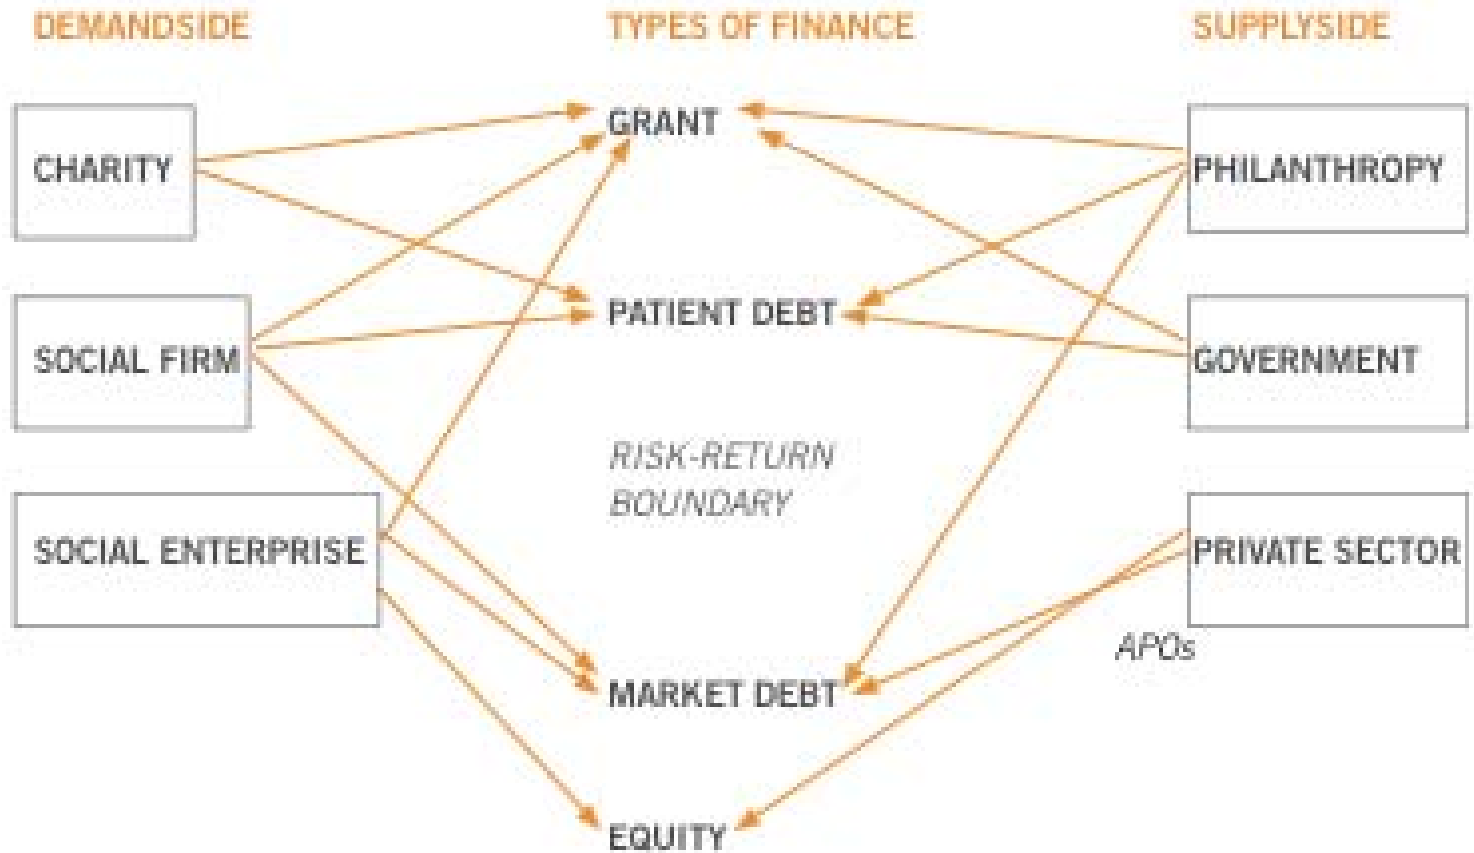 DEMANDSIDE
TYPES OF FINANCE
SUPPLYSIDE
GRANT
CHARITY
PHILANTHROPY
PATIENT DEBT
SOCIAL FIRM
GOVERNMENT
RISK-RETURN
BOUNDARY
SOCIAL ENTERPRISE
PRIVATE SECTOR
APOs
MARKET DEBT
EQUITY